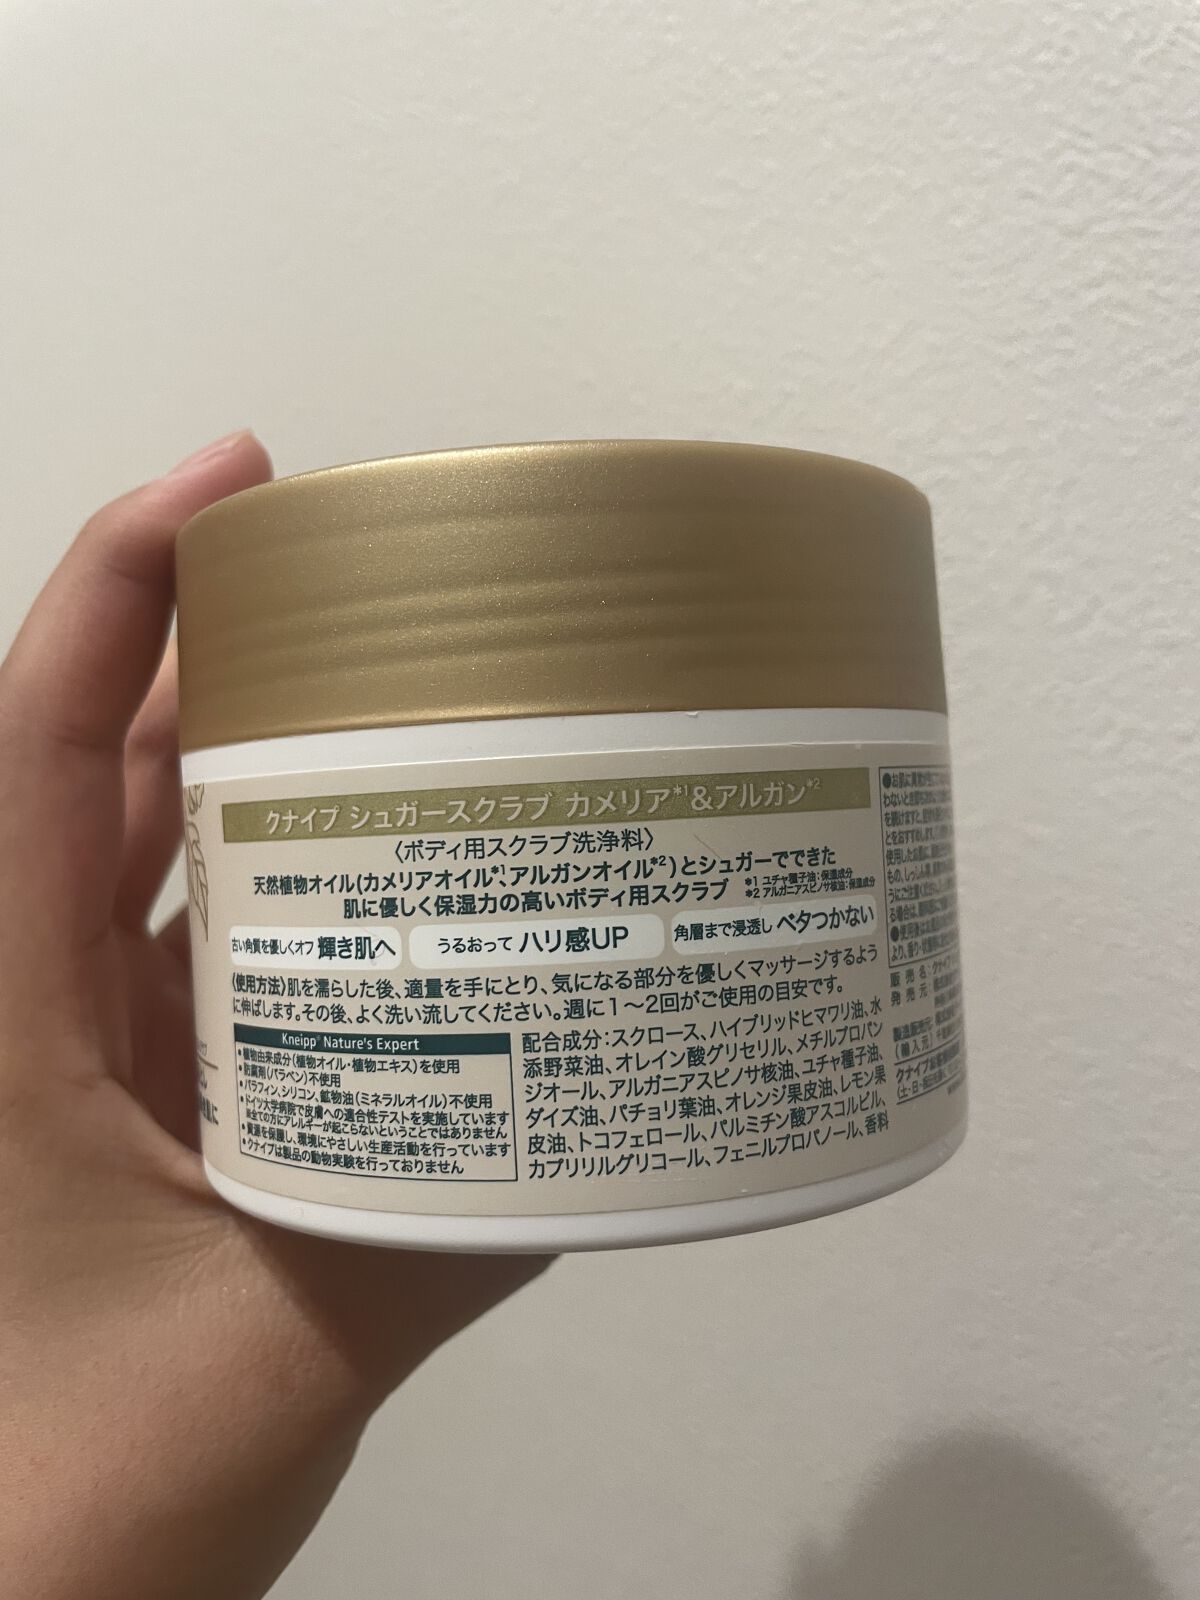 クナイプ シュガースクラブ カメリア*1&アルガン*2
〈ボディ用スクラブ洗浄料〉
天然植物オイル(カメリアオイル*1、アルガンオイル*2)とシュガーでできた
肌に優しく保湿力の高いボディ用スクラブ
*1 ユチャ種子油:保湿成分
*2 アルガニアスピノサ核油:保湿成分
古い角質を優しくオフ 輝き肌へ
うるおって ハリ感UP
角層まで浸透し ベタつかない
〈使用方法〉肌を濡らした後、適量を手にとり、気になる部分を優しくマッサージするよう
に伸ばします。その後、よく洗い流してください。週に1〜2回がご使用の目安です。
Kneipp® Nature's Expert
・植物由来成分(植物オイル・植物エキス)を使用
・防腐剤(パラベン)不使用
・パラフィン、シリコン、鉱物油(ミネラルオイル)不使用
・ドイツ大学病院で皮膚への適合性テストを実施しています
※全ての方にアレルギーが起こらないということではありません
・資源を保護し、環境にやさしい生産活動を行っています
・クナイプは製品の動物実験を行っておりません
配合成分:スクロース、ハイブリッドヒマワリ油、水
添野菜油、オレイン酸グリセリル、メチルプロパン
ジオール、アルガニアスピノサ核油、ユチャ種子油、
ダイズ油、パチョリ葉油、オレンジ果皮油、レモン果
皮油、トコフェロール、パルミチン酸アスコルビル、
カプリリルグリコール、フェニルプロパノール、香料